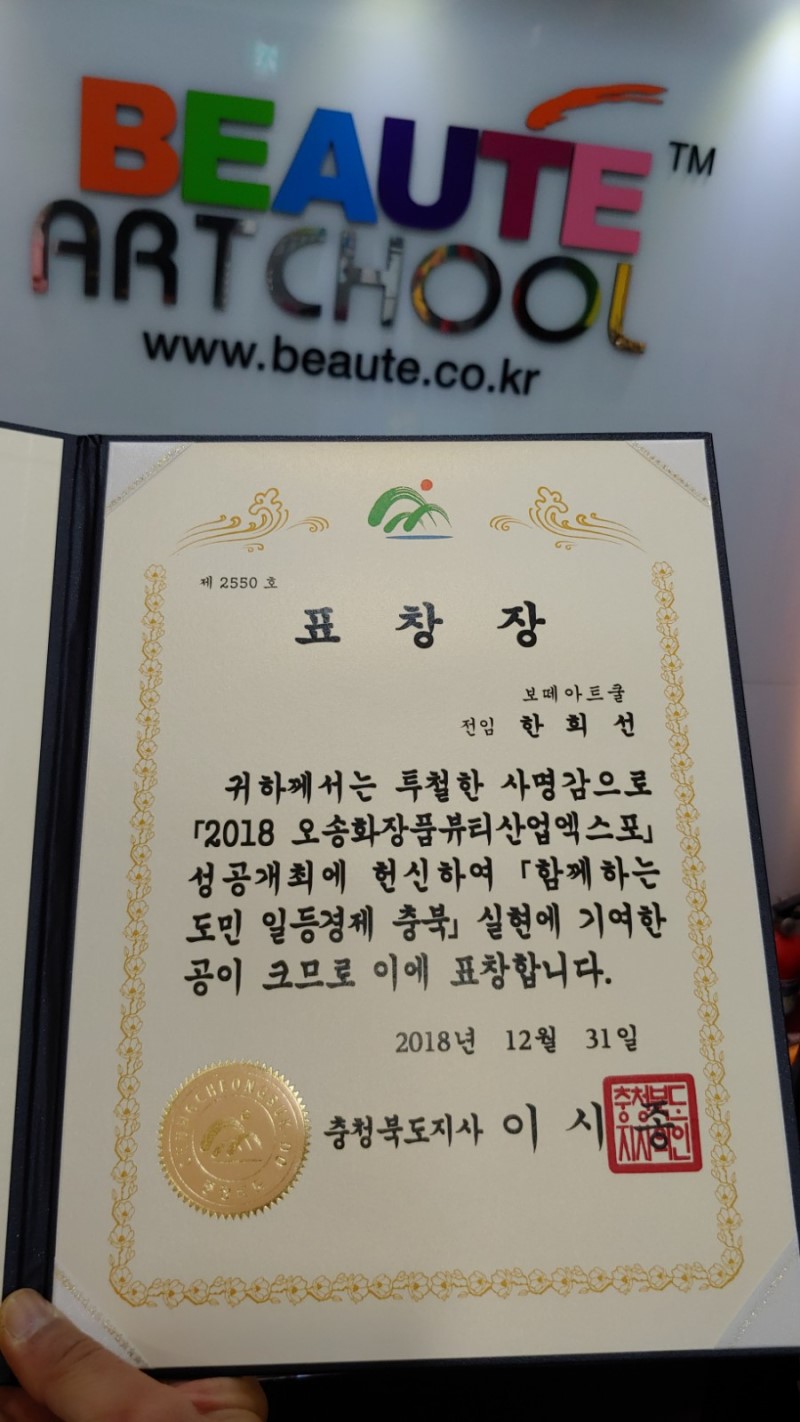 BEAUTE
ARTCHOOL
TM
www.beaute.co.kr
제 2550 호
표 창 장
보떼아트쿨
전임 한 희 선
귀하께서는 투철한 사명감으로
「2018 오송화장품뷰티산업엑스포」
성공개최에 헌신하여 「함께하는
도민 일등경제 충북」 실현에 기여한
공이 크므로 이에 표창합니다.
2018년 12월 31일
충청북도지사 이 시 종
충청북도
지사의인